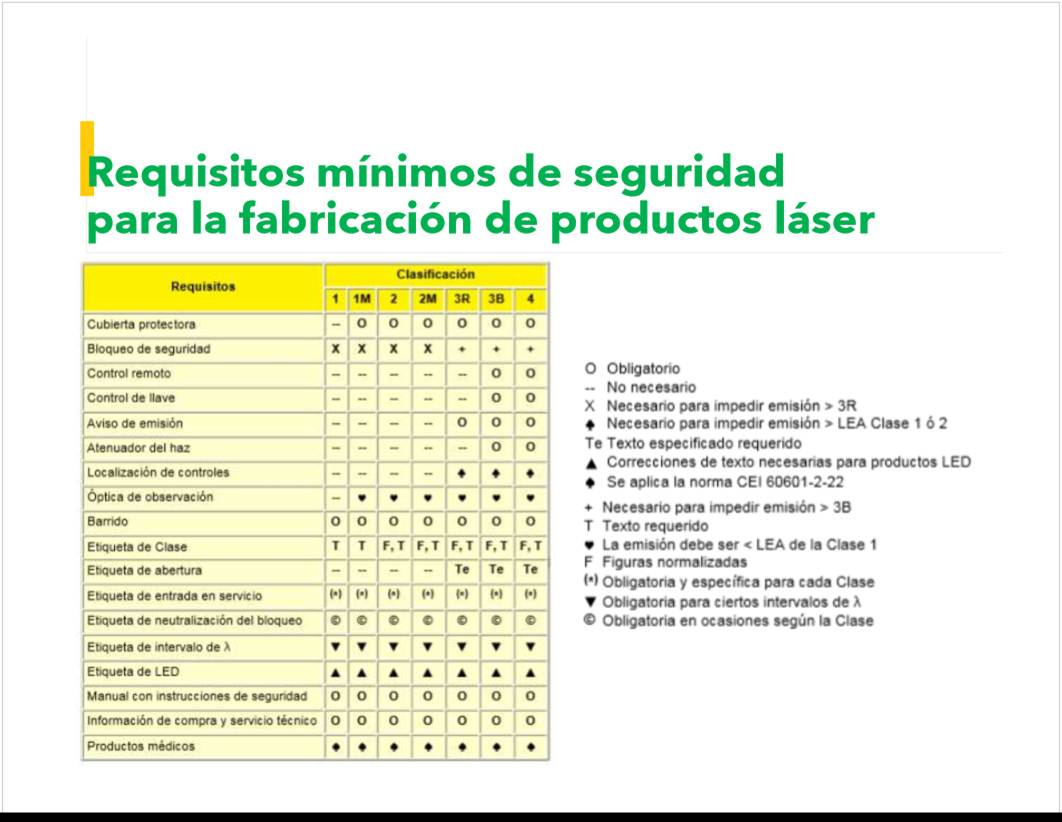 Requisitos mínimos de seguridad
para la fabricación de productos láser
Requisitos Clasificación
1 1M 2 2M 3R 3B 4
Cubierta protectora -- O O O O O O
Bloqueo de seguridad X X X X + + +
Control remoto -- -- -- -- -- O O
Control de llave -- -- -- -- -- O O
Aviso de emisión -- -- -- -- O O O
Atenuador del haz -- -- -- -- -- O O
Localización de controles -- -- -- -- ♠ ♠ ♠
Óptica de observación -- ♥ ♥ ♥ ♥ ♥ ♥
Barrido O O O O O O O
Etiqueta de Clase T T F, T F, T F, T F, T F, T
Etiqueta de abertura -- -- -- -- Te Te Te
Etiqueta de entrada en servicio (*) (*) (*) (*) (*) (*) (*)
Etiqueta de neutralización del bloqueo © © © © © © ©
Etiqueta de intervalo de λ ▼ ▼ ▼ ▼ ▼ ▼ ▼
Etiqueta de LED ▲ ▲ ▲ ▲ ▲ ▲ ▲
Manual con instrucciones de seguridad O O O O O O O
Información de compra y servicio técnico O O O O O O O
Productos médicos ♠ ♠ ♠ ♠ ♠ ♠ ♠
O Obligatorio
-- No necesario
X Necesario para impedir emisión > 3R
♠ Necesario para impedir emisión > LEA Clase 1 ó 2
Te Texto especificado requerido
▲ Correcciones de texto necesarias para productos LED
♠ Se aplica la norma CEI 60601-2-22
+ Necesario para impedir emisión > 3B
T Texto requerido
♥ La emisión debe ser < LEA de la Clase 1
F Figuras normalizadas
(*) Obligatoria y específica para cada Clase
▼ Obligatoria para ciertos intervalos de λ
© Obligatoria en ocasiones según la Clase